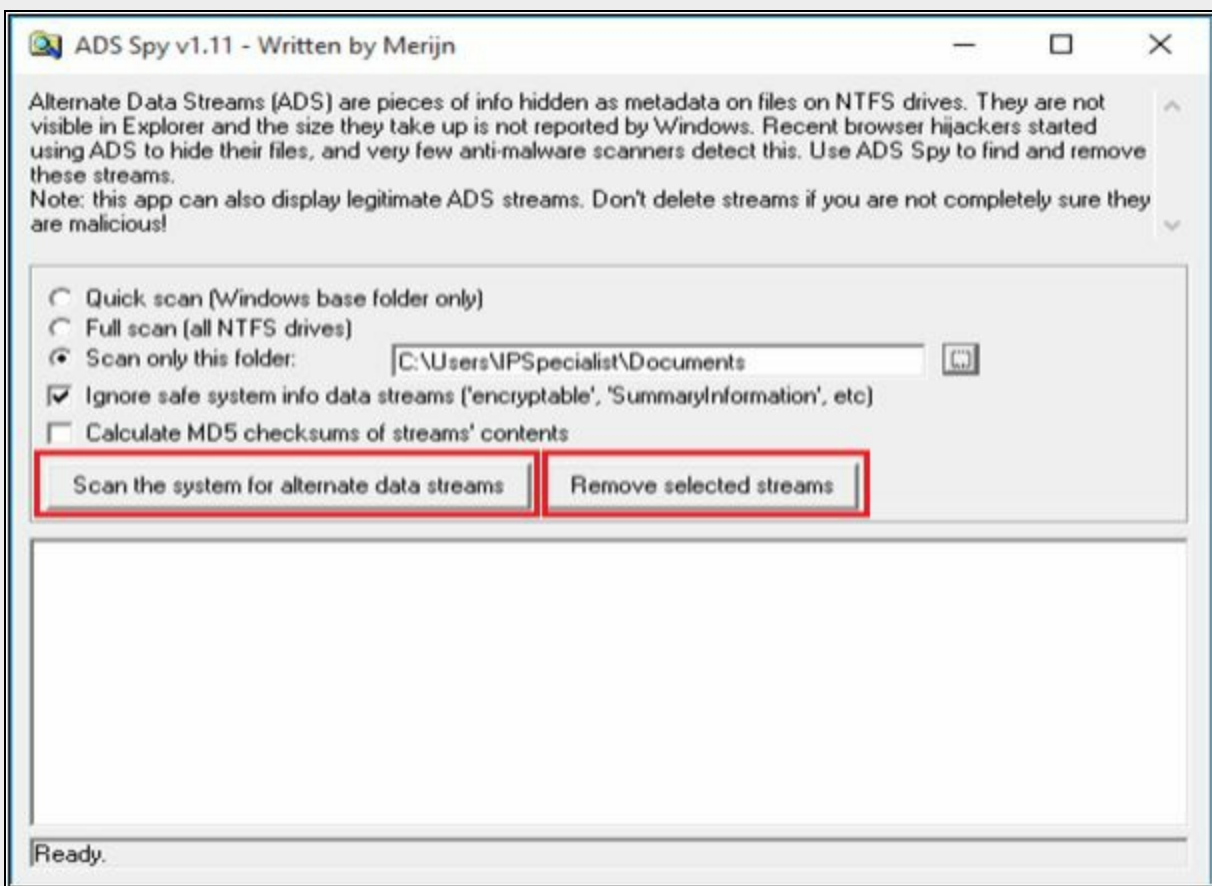 ADS Spy v1.11 - Written by Merijn
Alternate Data Streams (ADS) are pieces of info hidden as metadata on files on NTFS drives. They are not
visible in Explorer and the size they take up is not reported by Windows. Recent browser hijackers started
using ADS to hide their files, and very few anti-malware scanners detect this. Use ADS Spy to find and remove
these streams.
Note: this app can also display legitimate ADS streams. Don't delete streams if you are not completely sure they
are malicious!
Quick scan (Windows base folder only)
Full scan (all NTFS drives)
Scan only this folder: C:\Users\IPSpecialist\Documents
Ignore safe system info data streams ('encryptable', 'SummaryInformation', etc)
Calculate MD5 checksums of streams' contents
Scan the system for alternate data streams Remove selected streams
Ready.